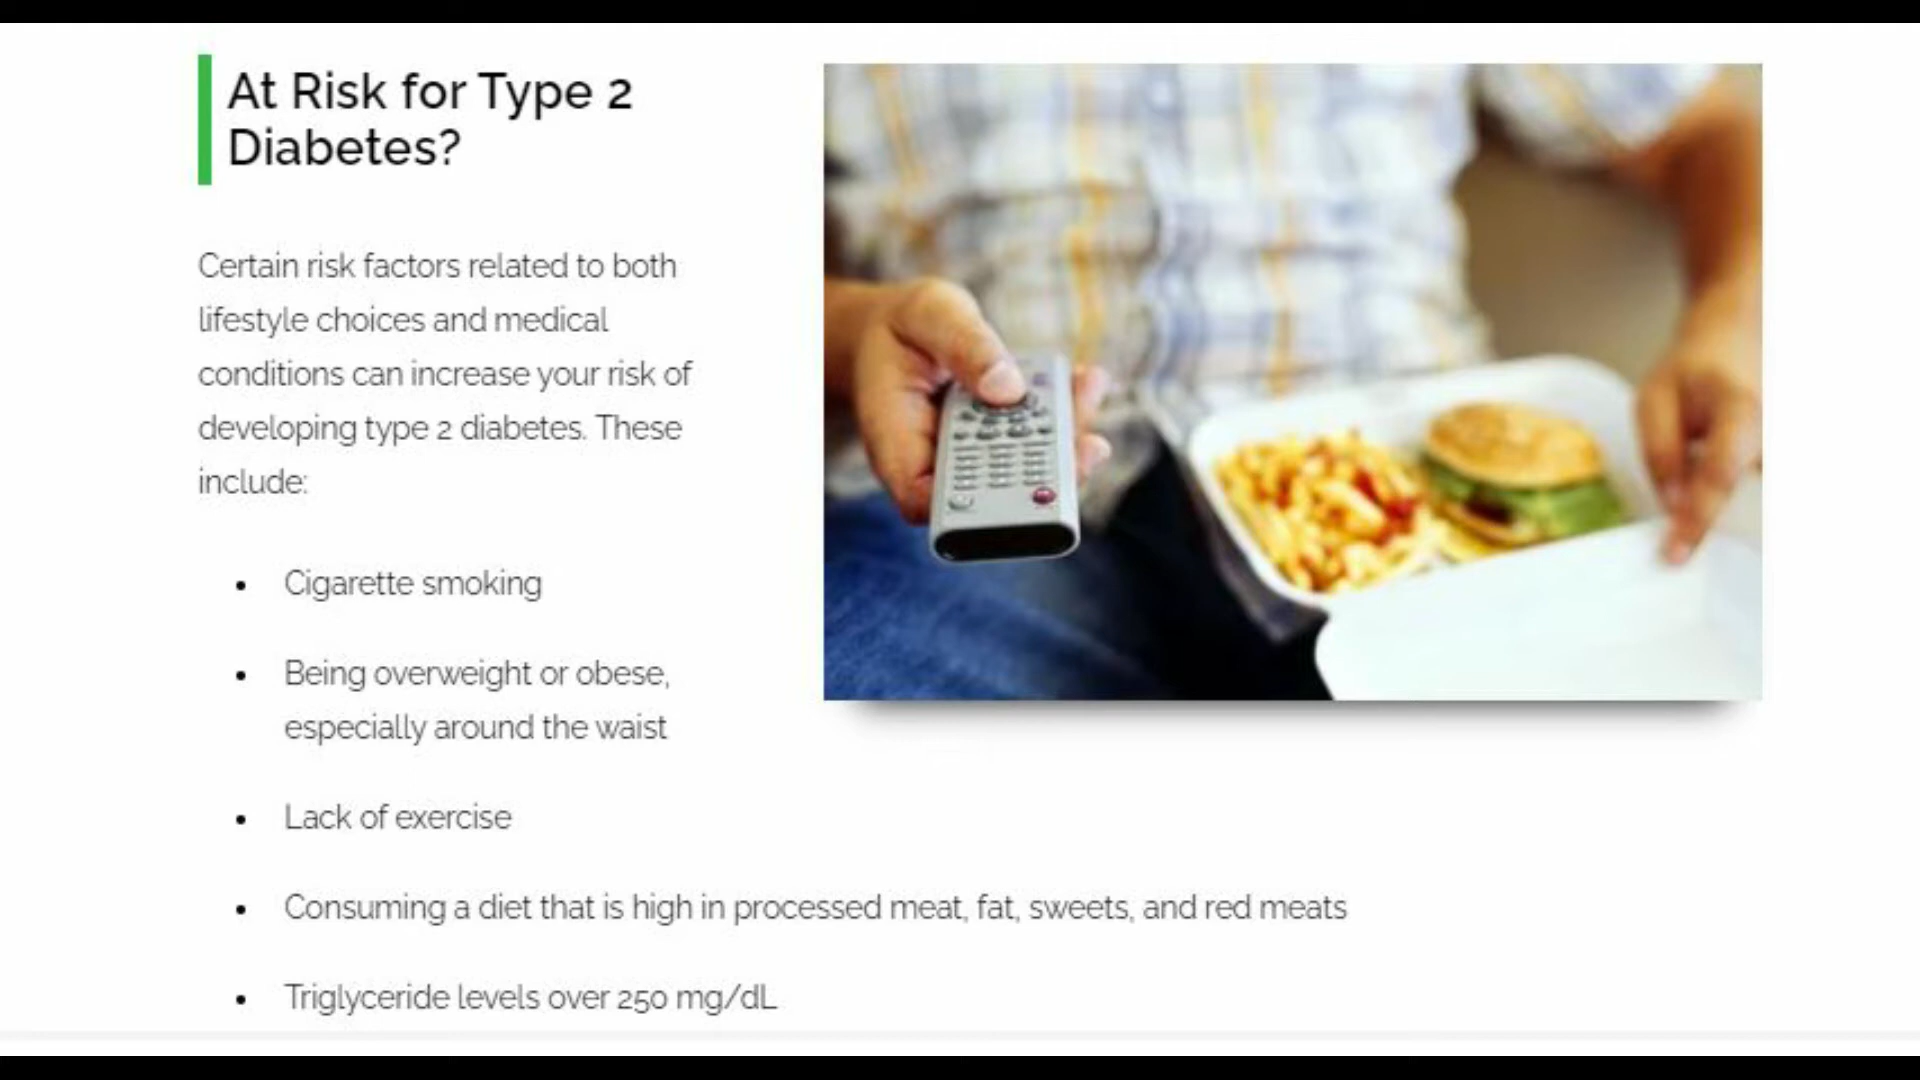 At Risk for Type 2
Diabetes?
Certain risk factors related to both
lifestyle choices and medical
conditions can increase your risk of
developing type 2 diabetes. These
include:
• Cigarette smoking
• Being overweight or obese,
especially around the waist
• Lack of exercise
• Consuming a diet that is high in processed meat, fat, sweets, and red meats
• Triglyceride levels over 250 mg/dL